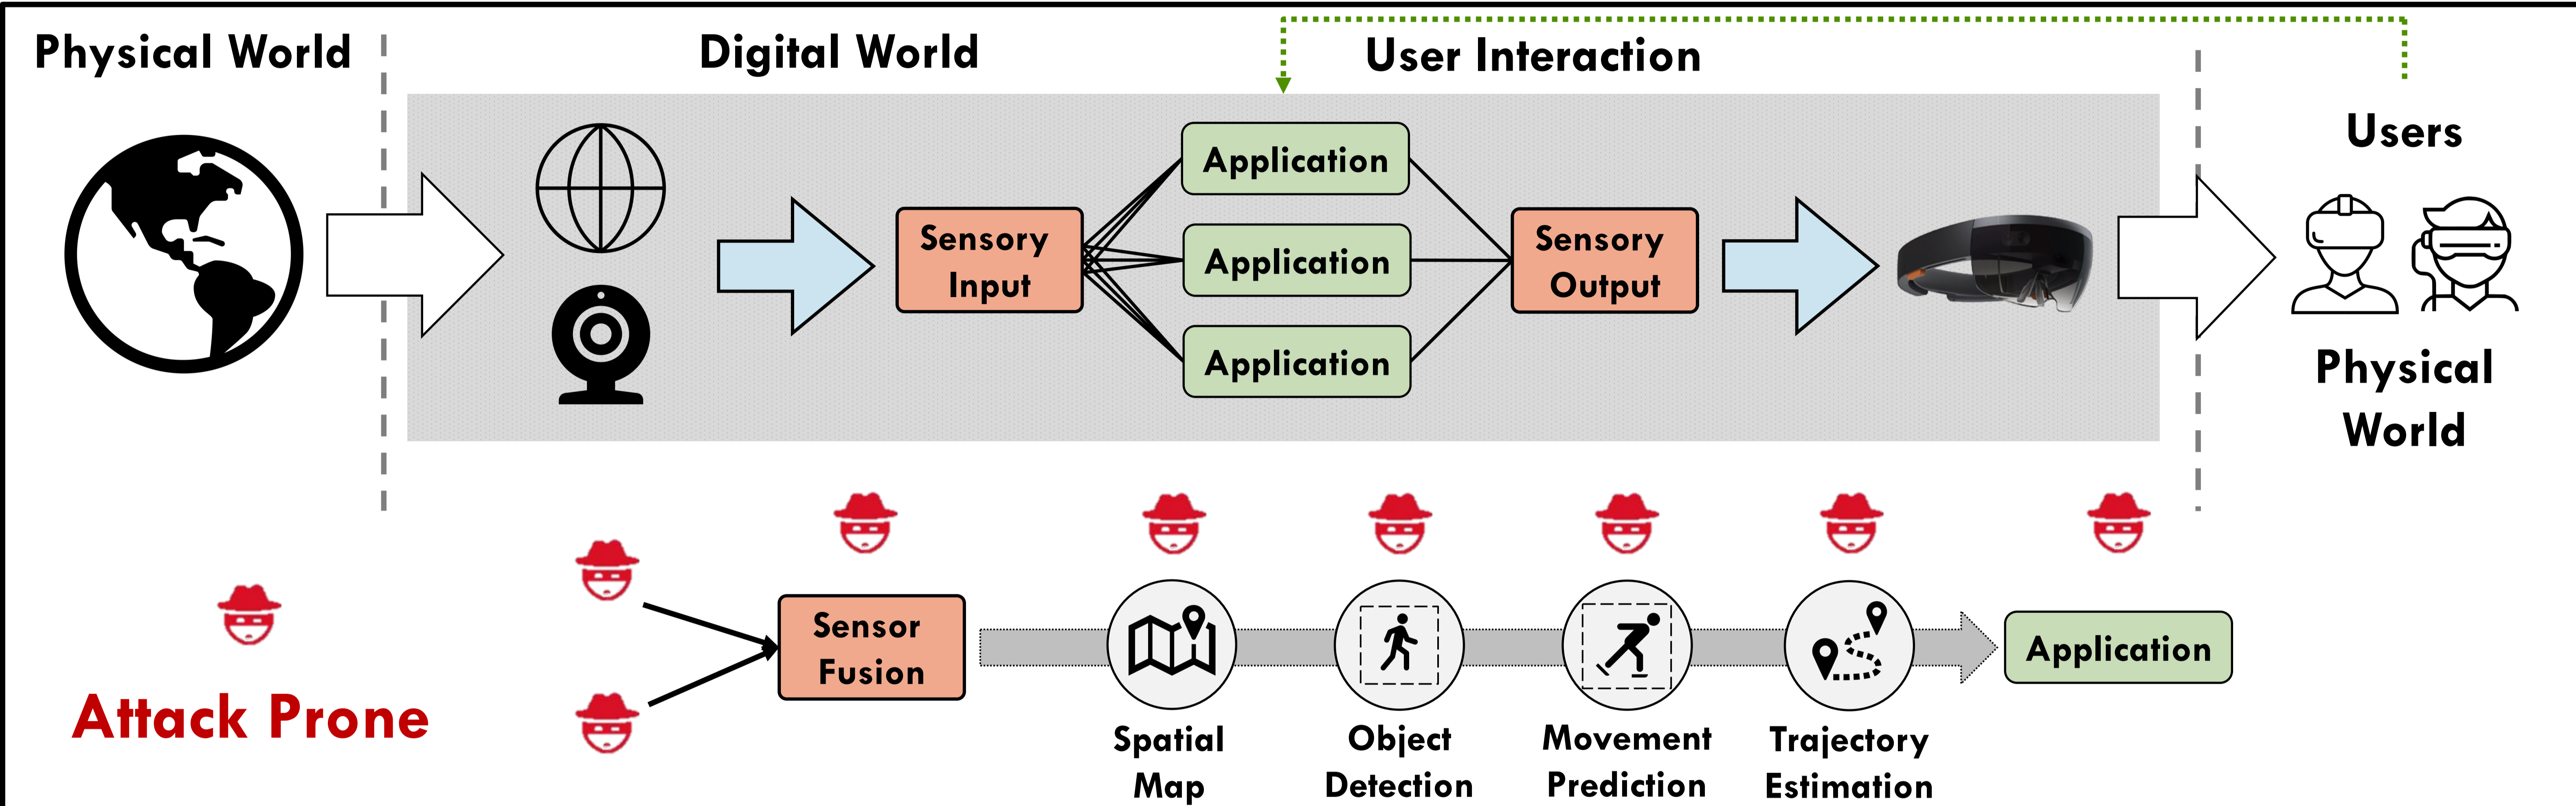 Physical World
Digital World
User Interaction
Users
Application
Sensory
Input
Application
Sensory
Output
Application
Physical
World
Attack Prone
Sensor
Fusion
Application
Spatial
Map
Object
Detection
Movement
Prediction
Trajectory
Estimation